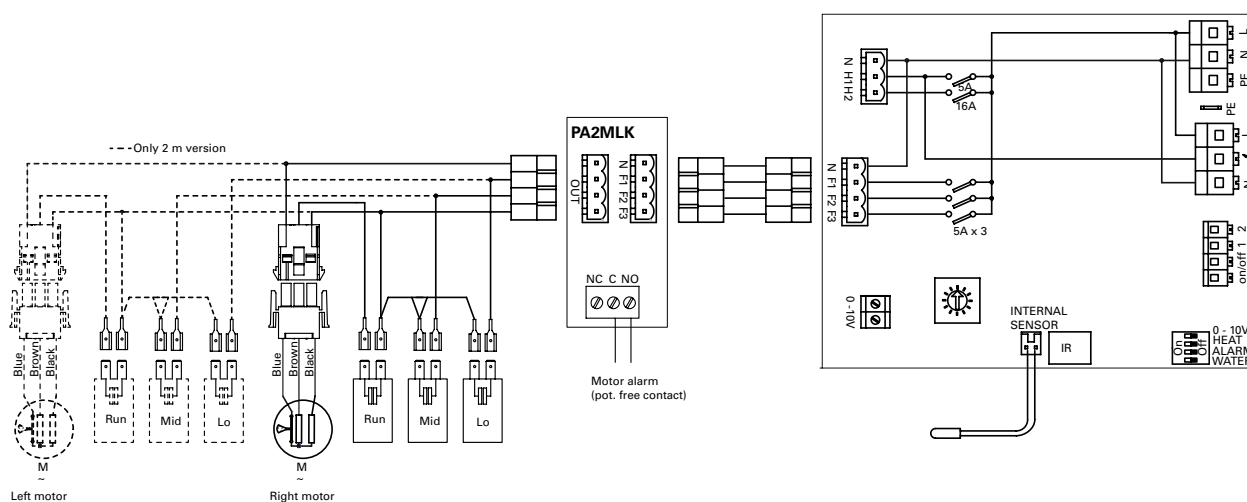 ---Only 2 m version
Blue
Brown
Black
Run
Mid
Lo
M
~
Left motor
Blue
Brown
Black
Run
Mid
Lo
M
~
Right motor
PA2MLK
OUT
N F1 F2 F3
NC C NO
Motor alarm
(pot. free contact)
N H1H2
5A
16A
N F1 F2 F3
5A x 3
0 -10V
INTERNAL
SENSOR
IR
L
N
PE
PE
N
on/off 1 2
On
Off
0 - 10V
HEAT
ALARM
WATER